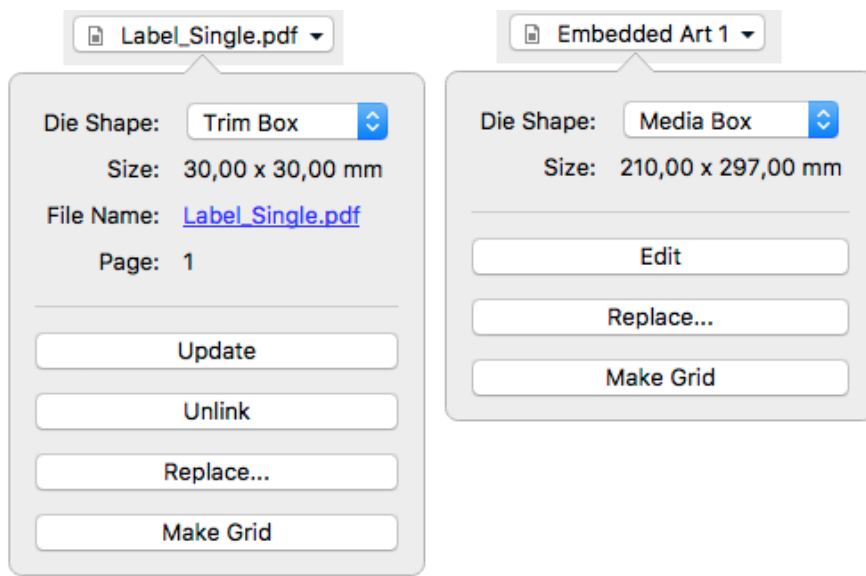 Label_Single.pdf
Die Shape: Trim Box
Size: 30,00 x 30,00 mm
File Name: Label_Single.pdf
Page: 1
Update
Unlink
Replace...
Make Grid
Embedded Art 1
Die Shape: Media Box
Size: 210,00 x 297,00 mm
Edit
Replace...
Make Grid